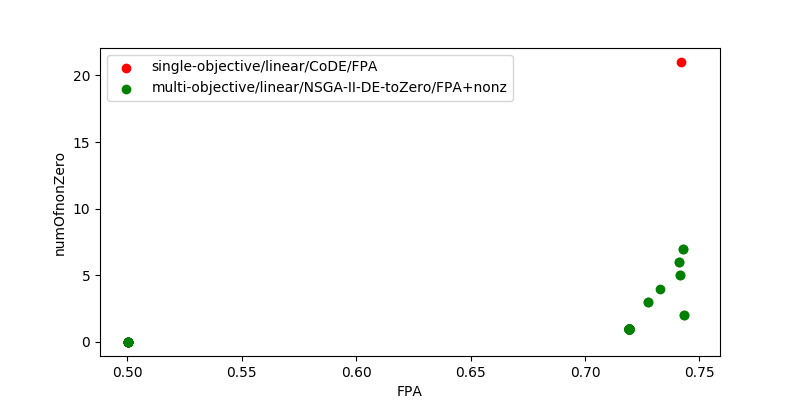 single-objective/linear/CoDE/FPA
multi-objective/linear/NSGA-II-DE-toZero/FPA+nonz
numOfnonZero
20
15
10
5
0
0.50 0.55 0.60 0.65 0.70 0.75
FPA